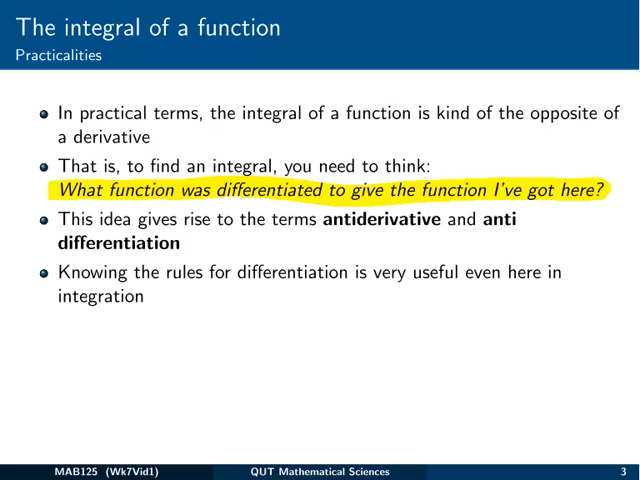 The integral of a function
Practicalities
In practical terms, the integral of a function is kind of the opposite of
a derivative
That is, to find an integral, you need to think:
What function was differentiated to give the function I've got here?
This idea gives rise to the terms antiderivative and anti
differentiation
Knowing the rules for differentiation is very useful even here in
integration
MAB125 (Wk7Vid1) QUT Mathematical Sciences 3